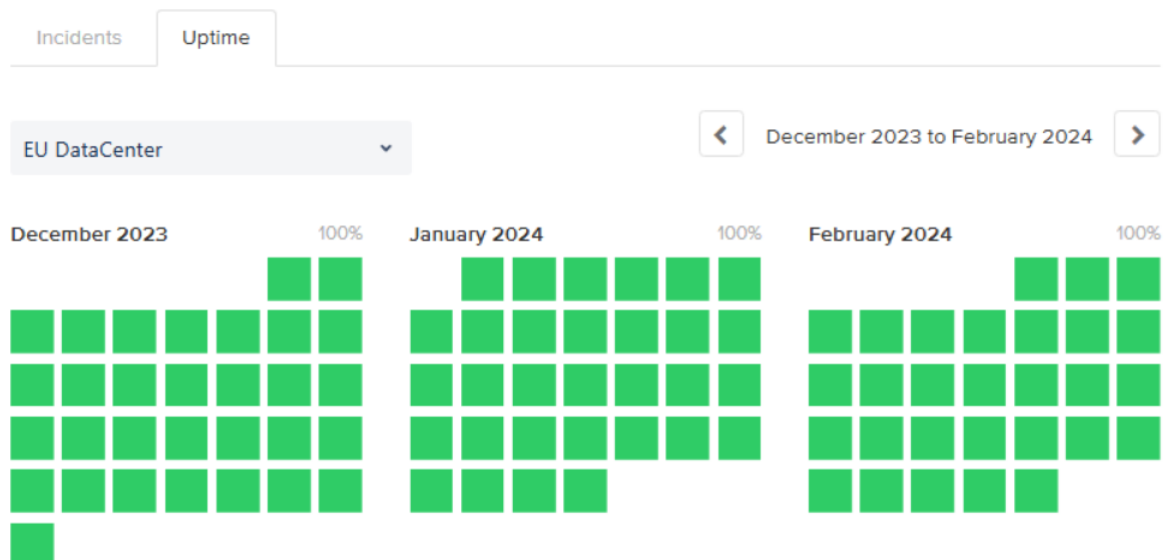 Incidents Uptime
EU DataCenter December 2023 to February 2024
December 2023 100% January 2024 100% February 2024 100%